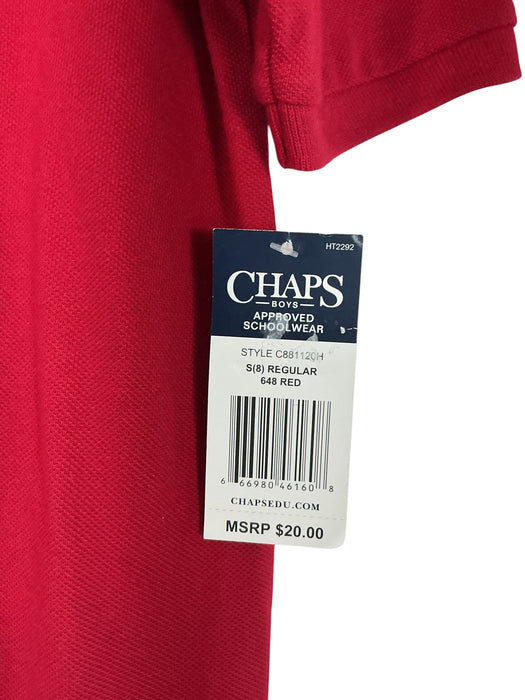 HT2292
CHAPS
BOYS
APPROVED
SCHOOLWEAR
STYLE C881120H
S(8) REGULAR
648 RED
6 66980 46160 8
CHAPSEDU.COM
MSRP $20.00